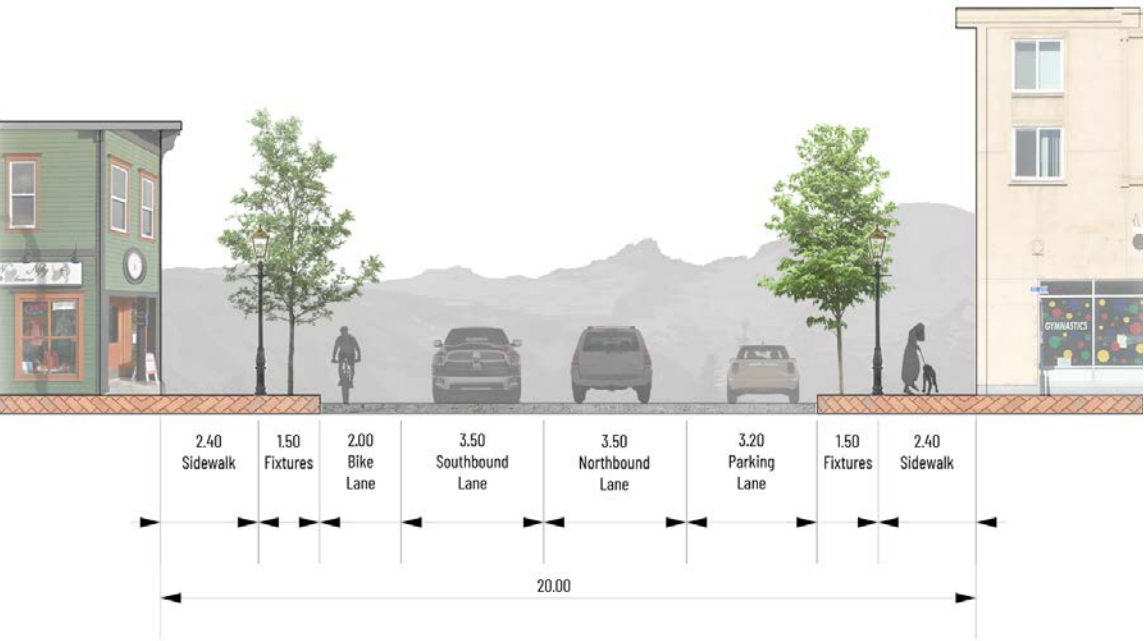 GYMNASTICS
2.40
Sidewalk
1.50
Fixtures
2.00
Bike
Lane
3.50
Southbound
Lane
3.50
Northbound
Lane
3.20
Parking
Lane
1.50
Fixtures
2.40
Sidewalk
20.00